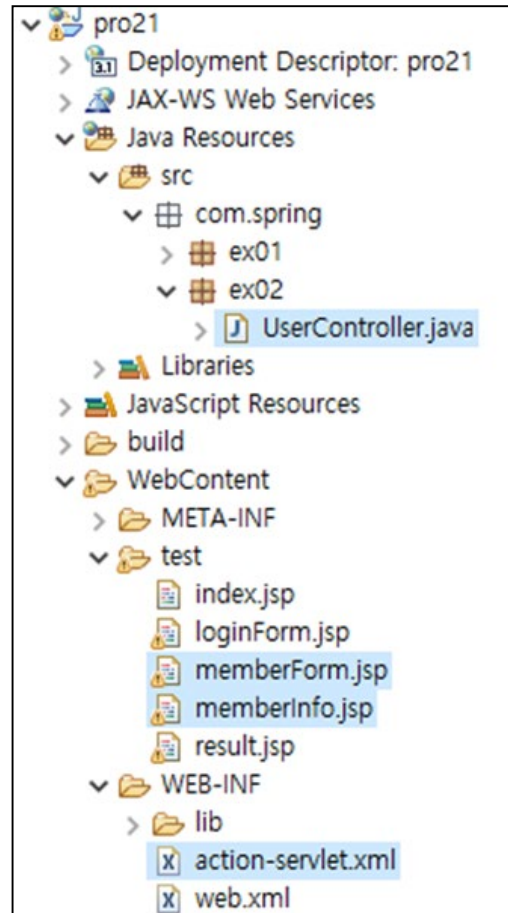 pro21
3.1 Deployment Descriptor: pro21
JAX-WS Web Services
Java Resources
src
com.spring
ex01
ex02
J UserController.java
Libraries
JavaScript Resources
build
WebContent
META-INF
test
index.jsp
loginForm.jsp
memberForm.jsp
memberInfo.jsp
result.jsp
WEB-INF
lib
x action-servlet.xml
x web.xml